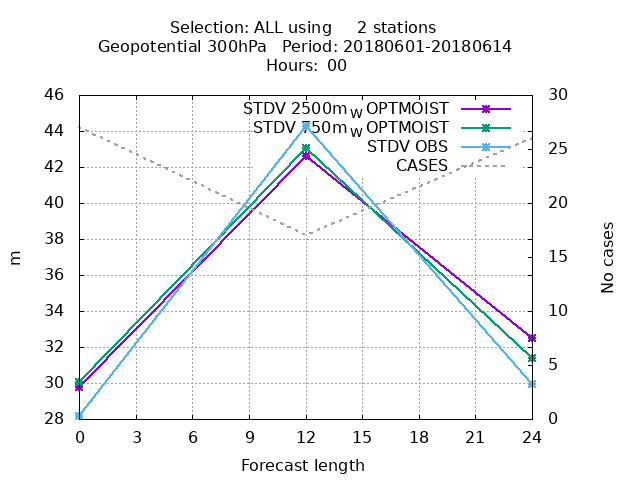 Selection: ALL using     2 stations
Geopotential 300hPa   Period: 20180601-20180614
Hours: 00
46
44
42
40
38
36
34
32
30
28
m
30
25
20
15
10
5
0
No cases
STDV 2500m_W OPTMOIST
STDV 750m_W OPTMOIST
STDV OBS
CASES
0 3 6 9 12 15 18 21 24
Forecast length